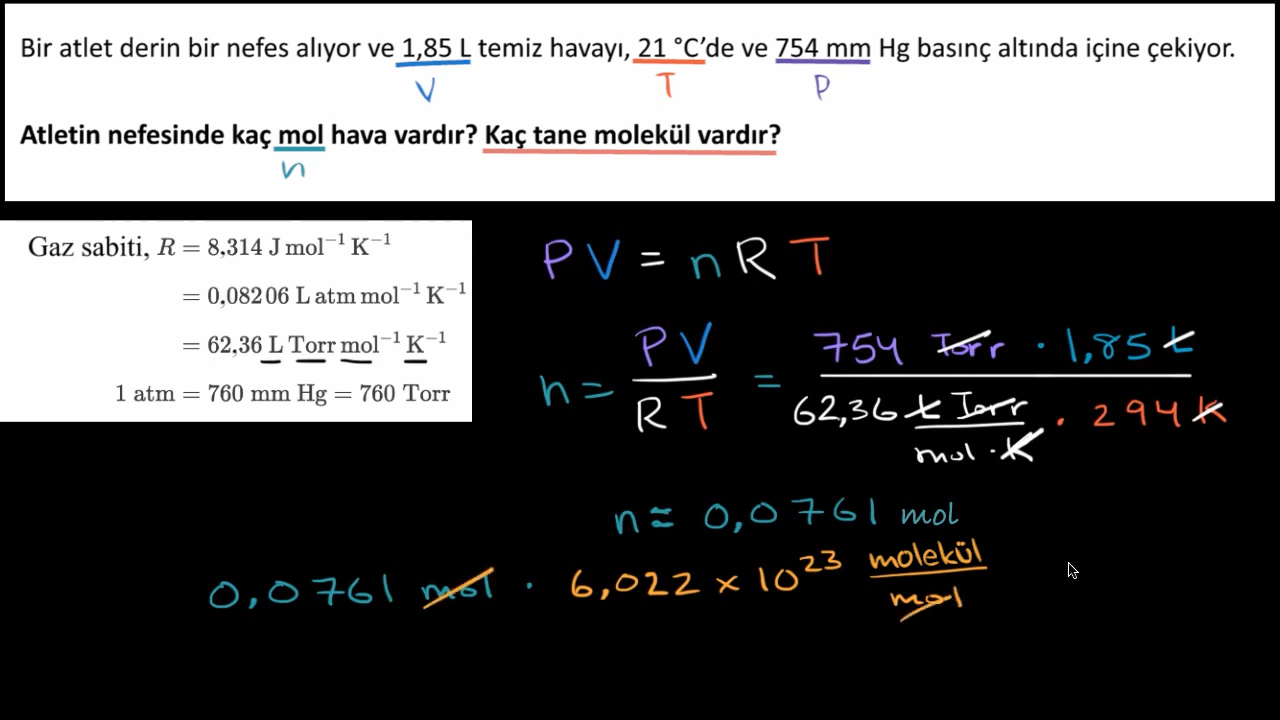 Bir atlet derin bir nefes alıyor ve 1,85 L temiz havayı, 21 °C’de ve 754 mm Hg basınç altında içine çekiyor.
V T P
Atletin nefesinde kaç mol hava vardır? Kaç tane molekül vardır?
n
Gaz sabiti, R = 8,314 J mol⁻¹ K⁻¹
= 0,08206 L atm mol⁻¹ K⁻¹
= 62,36 L Torr mol⁻¹ K⁻¹
1 atm = 760 mm Hg = 760 Torr
PV = nRT
n = PV / RT = 754 Torr · 1,85 L / 62,36 L Torr / mol · K · 294 K
n ≈ 0,0761 mol
0,0761 mol · 6,022 × 10²³ molekül / mol